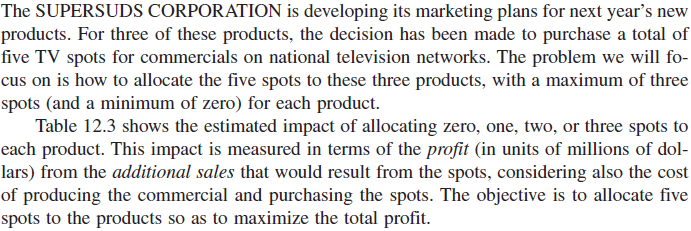 The SUPERSUDS CORPORATION is developing its marketing plans for next year's new
products. For three of these products, the decision has been made to purchase a total of
five TV spots for commercials on national television networks. The problem we will fo-
cus on is how to allocate the five spots to these three products, with a maximum of three
spots (and a minimum of zero) for each product.
Table 12.3 shows the estimated impact of allocating zero, one, two, or three spots to
each product. This impact is measured in terms of the profit (in units of millions of dol-
lars) from the additional sales that would result from the spots, considering also the cost
of producing the commercial and purchasing the spots. The objective is to allocate five
spots to the products so as to maximize the total profit.